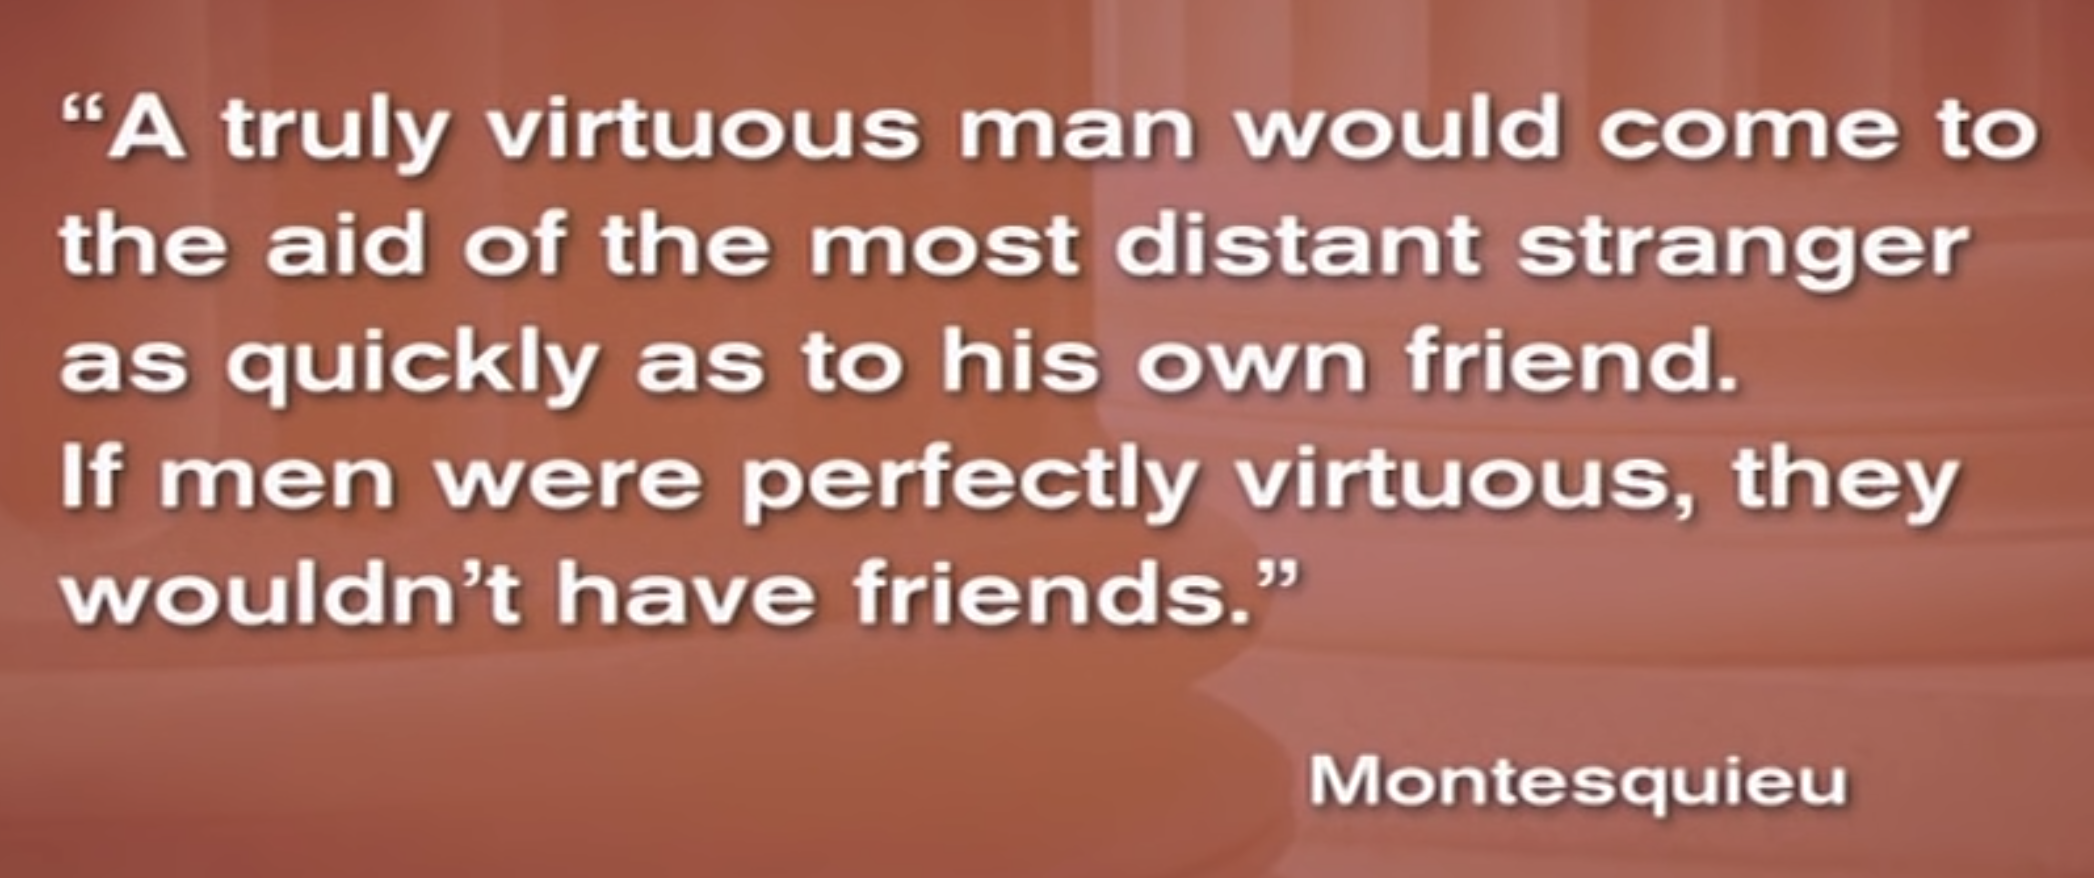 “A truly virtuous man would come to
the aid of the most distant stranger
as quickly as to his own friend.
If men were perfectly virtuous, they
wouldn’t have friends.”
Montesquieu